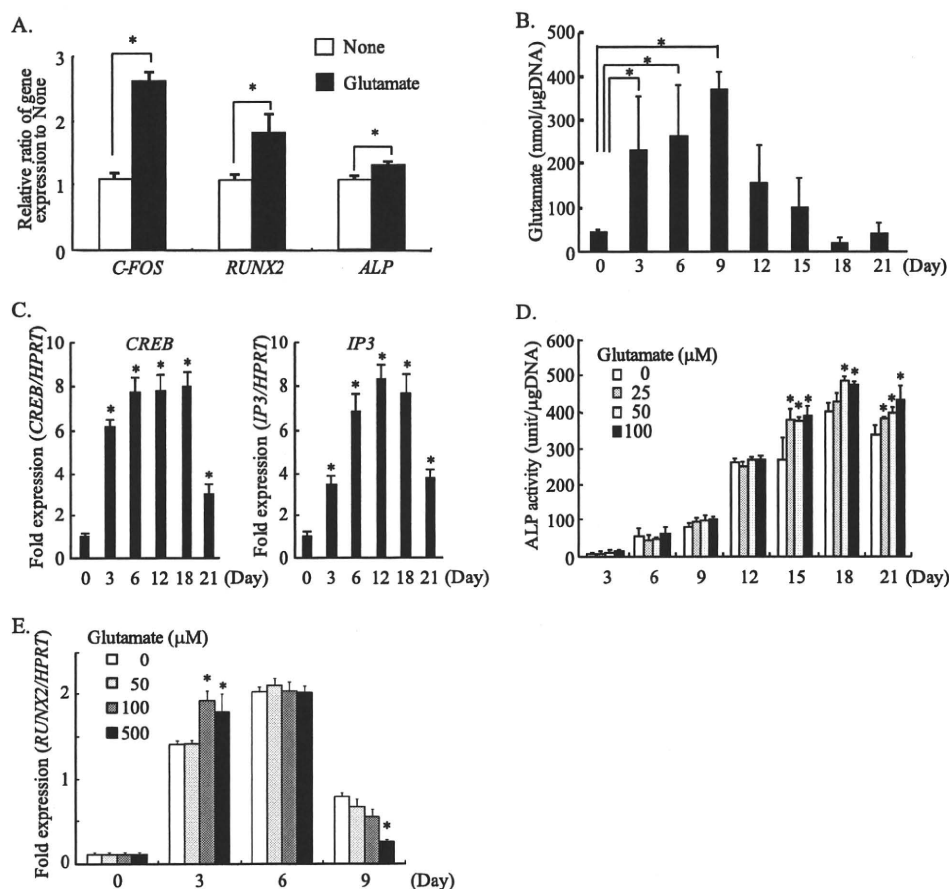 A.
Relative ratio of gene
expression to None
3
2
1
0
* * *
None
Glutamate
C-FOS RUNX2 ALP
B.
Glutamate (nmol/µgDNA)
500
400
300
200
100
0
*
*
*
0 3 6 9 12 15 18 21 (Day)
C.
Fold expression (CREB/HPRT)
CREB
10
8
6
4
2
0
* * * * *
0 3 6 12 18 21 (Day)
Fold expression (IP3/HPRT)
IP3
10
8
6
4
2
0
* * * * *
0 3 6 12 18 21 (Day)
D.
ALP activity (unit/µgDNA)
600
500
400
300
200
100
0
Glutamate (µM)
0
25
50
100
* * * * * * * *
3 6 9 12 15 18 21 (Day)
E.
Glutamate (µM)
0
50
100
500
Fold expression (RUNX2/HPRT)
2
1
0
* * *
0 3 6 9 (Day)